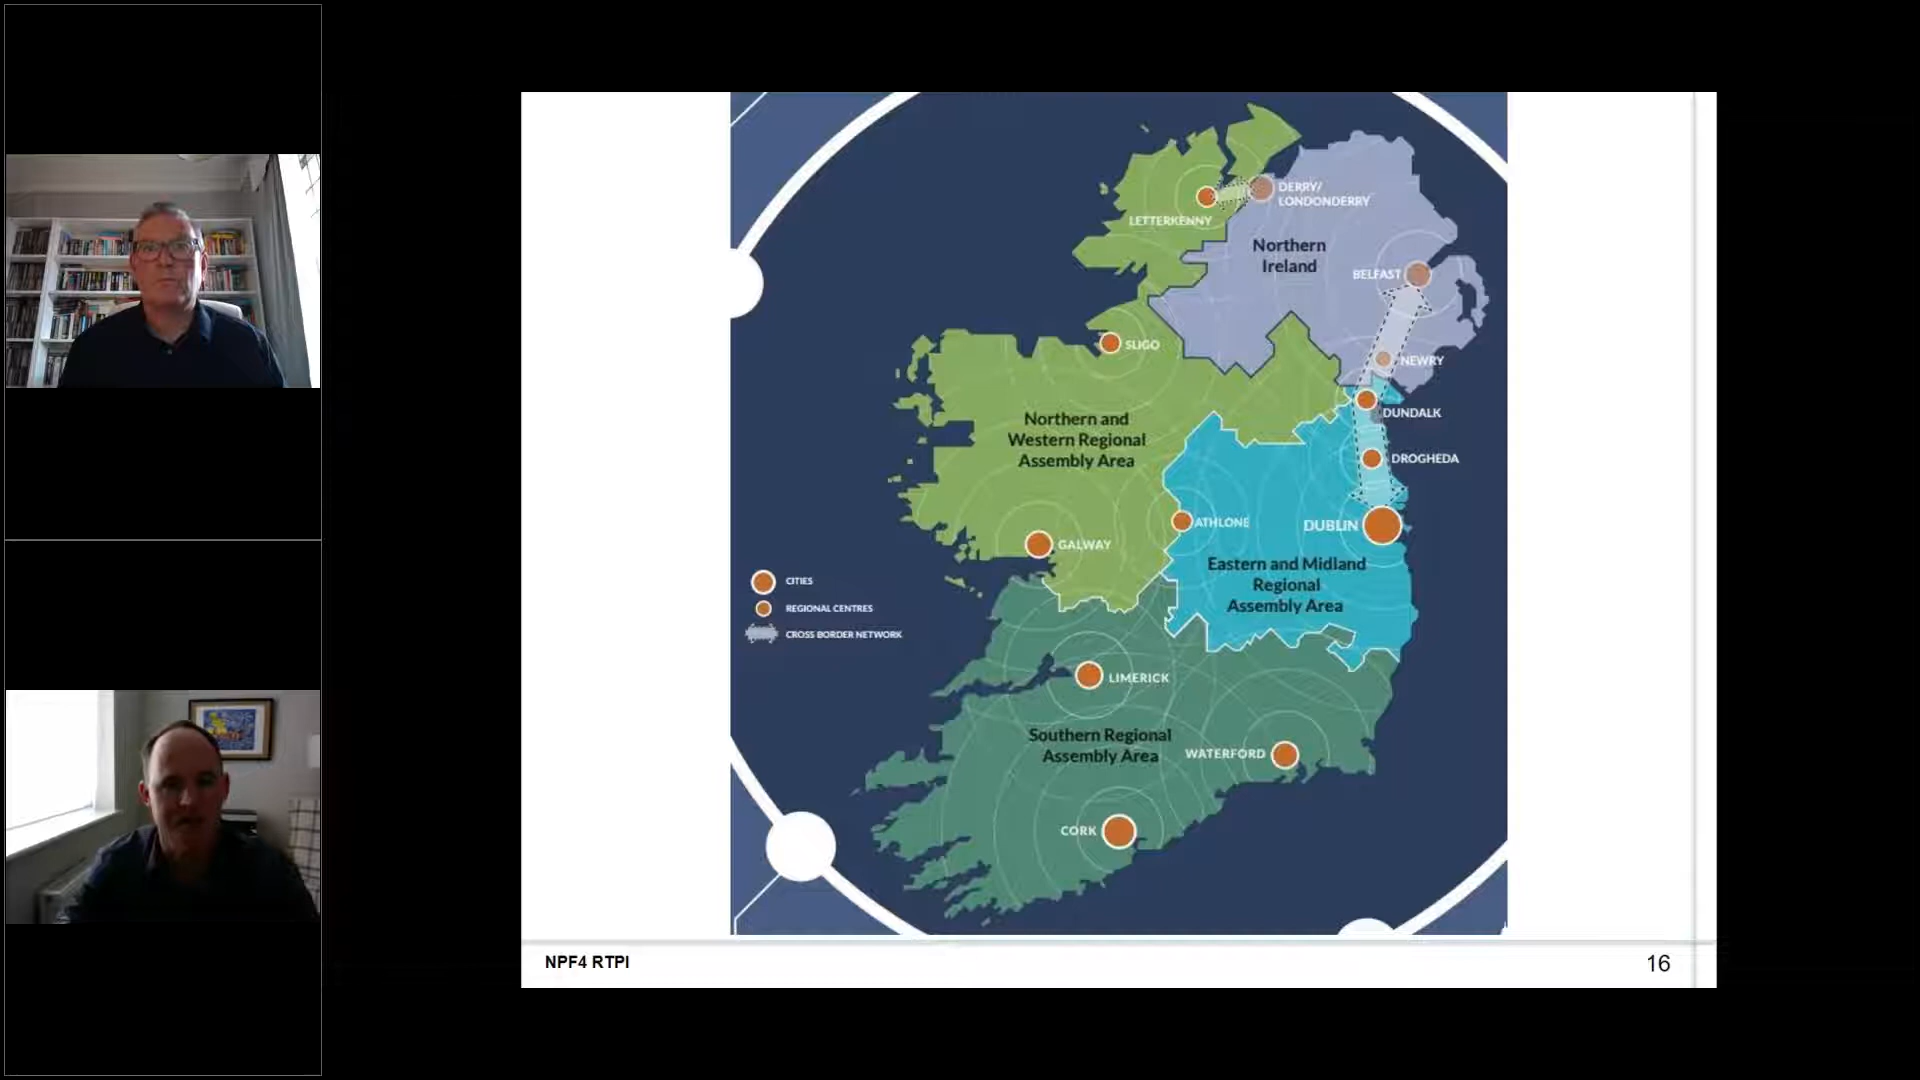 DERRY/
LONDONDERRY
LETTERKENNY
Northern
Ireland
BELFAST
SLIGO
NEWRY
DUNDALK
Northern and
Western Regional
Assembly Area
DROGHEDA
ATHLONE
DUBLIN
GALWAY
Eastern and Midland
Regional
Assembly Area
CITIES
REGIONAL CENTRES
CROSS BORDER NETWORK
LIMERICK
Southern Regional
Assembly Area
WATERFORD
CORK
NPF4 RTPI
16